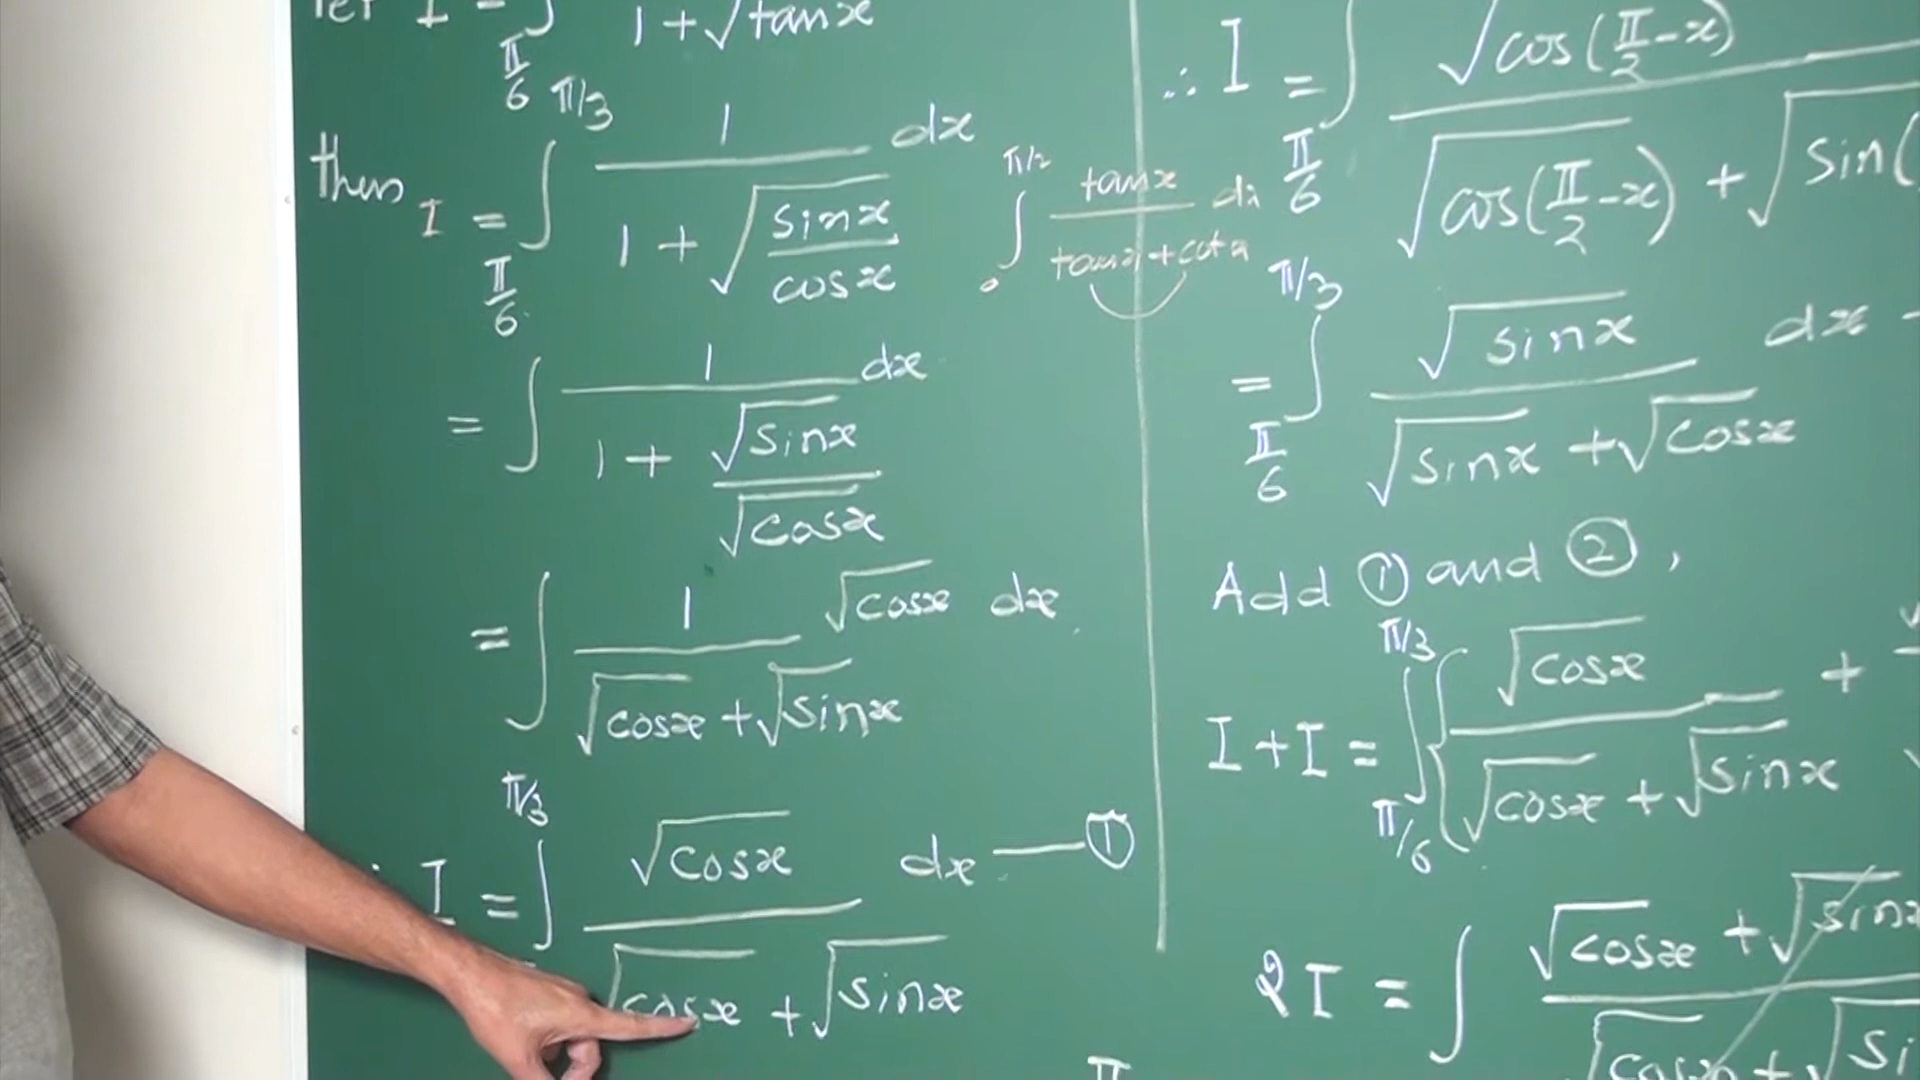 let I = ∫ π/6 1 + √tanx
then I = ∫ π/6 π/3 1 / (1 + √(sinx/cosx)) dx
= ∫ 1 / (1 + √sinx/√cosx) dx
= ∫ 1 / (√cosx + √sinx) √cosx dx
I = ∫ π/3 √cosx / (√cosx + √sinx) dx — ①
∫ 0 π/2 tanx / (tanx + cotx) dx
∴ I = ∫ π/6 √cos(π/2 - x) / (√cos(π/2 - x) + √sin(
= ∫ π/6 π/3 √sinx / (√sinx + √cosx) dx -
Add ① and ②,
I + I = ∫ π/6 π/3 { √cosx / (√cosx + √sinx) +
2I = ∫ (√cosx + √sinx) / (√cosx + √si
π